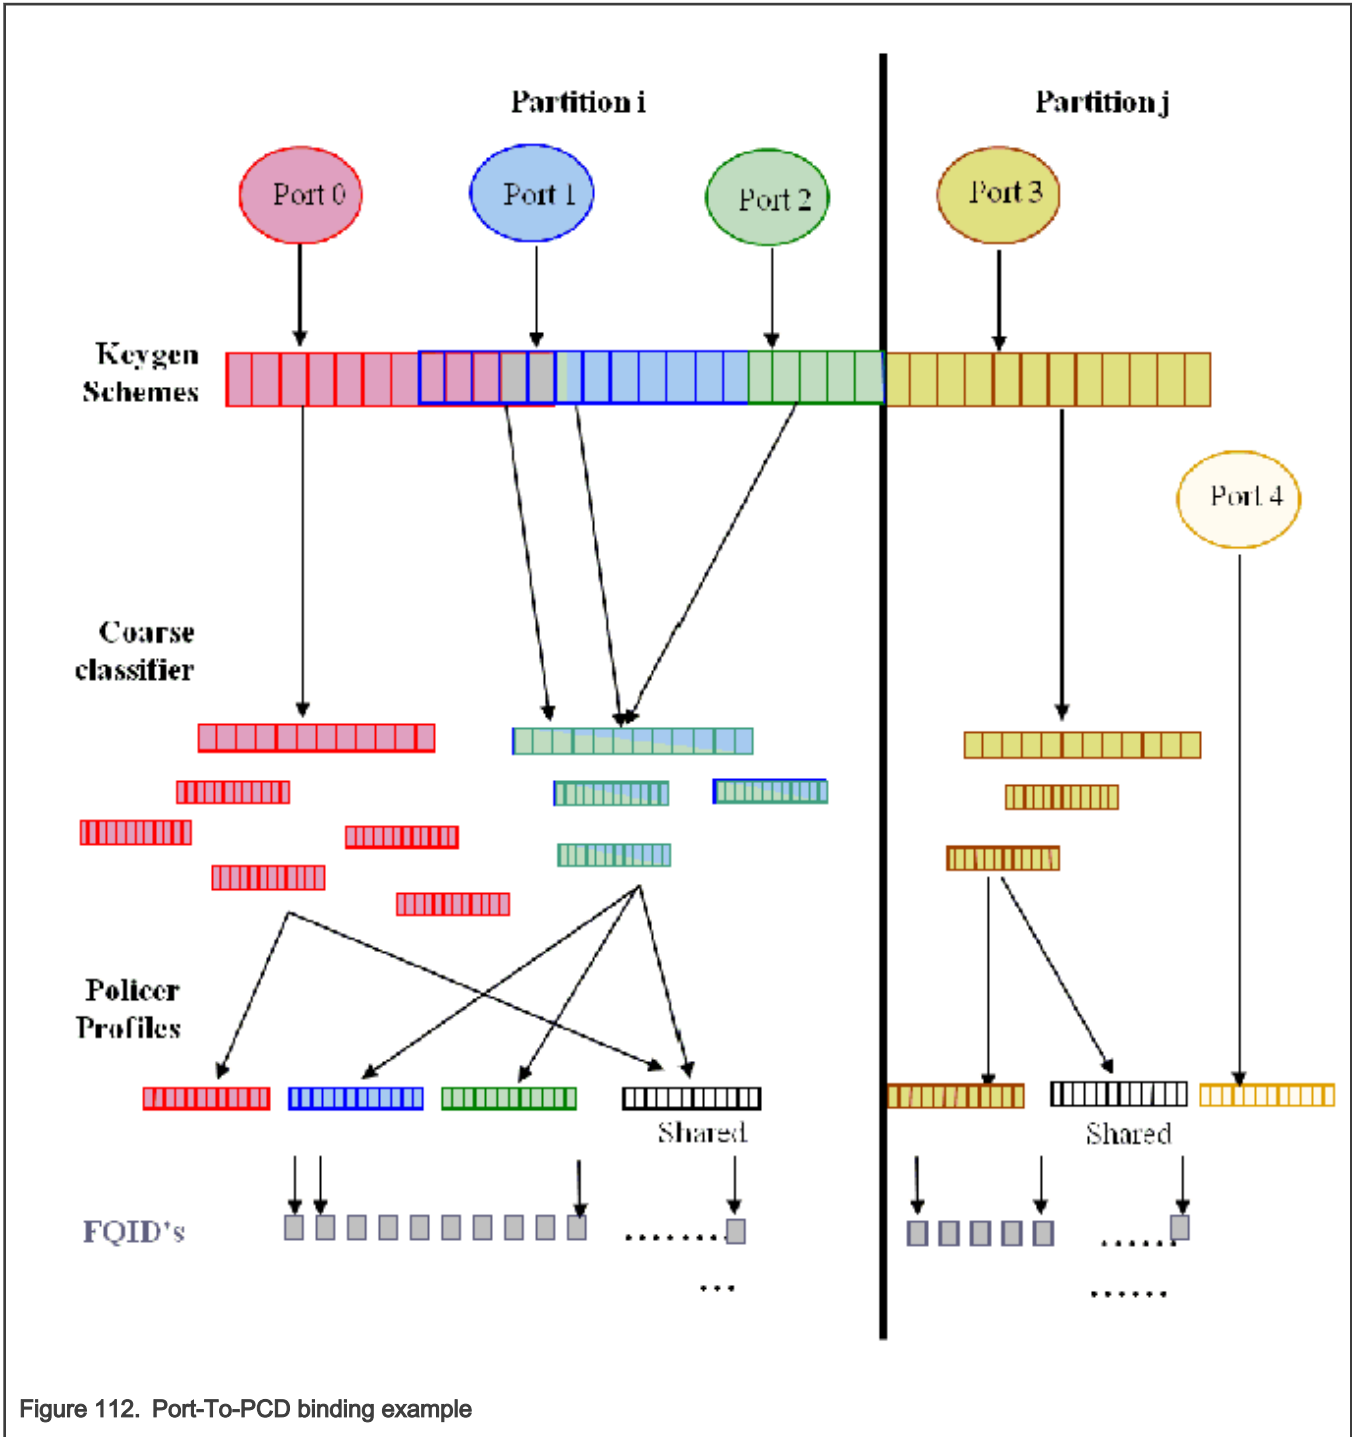 Partition i
Partition j
Port 0
Port 1
Port 2
Port 3
Keygen
Schemes
Port 4
Coarse
classifier
Policer
Profiles
Shared
Shared
FQID's
Figure 112. Port-To-PCD binding example